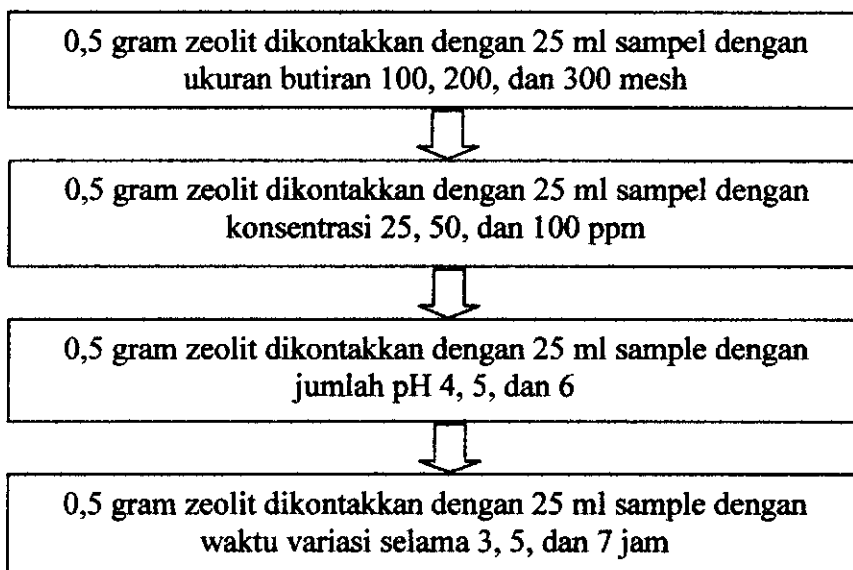 0,5 gram zeolit dikontakkan dengan 25 ml sampel dengan
ukuran butiran 100, 200, dan 300 mesh
0,5 gram zeolit dikontakkan dengan 25 ml sampel dengan
konsentrasi 25, 50, dan 100 ppm
0,5 gram zeolit dikontakkan dengan 25 ml sample dengan
jumlah pH 4, 5, dan 6
0,5 gram zeolit dikontakkan dengan 25 ml sample dengan
waktu variasi selama 3, 5, dan 7 jam